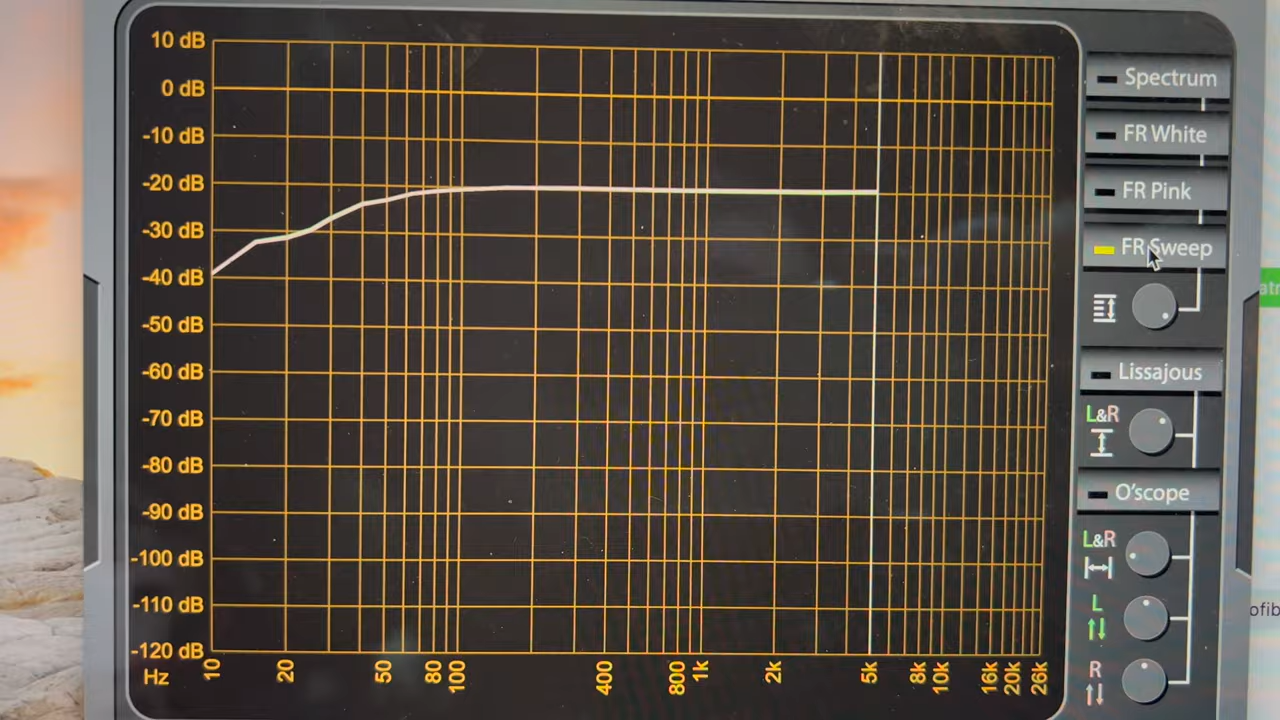 10 dB
0 dB
-10 dB
-20 dB
-30 dB
-40 dB
-50 dB
-60 dB
-70 dB
-80 dB
-90 dB
-100 dB
-110 dB
-120 dB
Hz 10 20 50 80 100 400 800 1k 2k 5k 8k 10k 16k 20k 26k
Spectrum
FR White
FR Pink
FR Sweep
Lissajous
L&R
O'scope
L&R
L
R